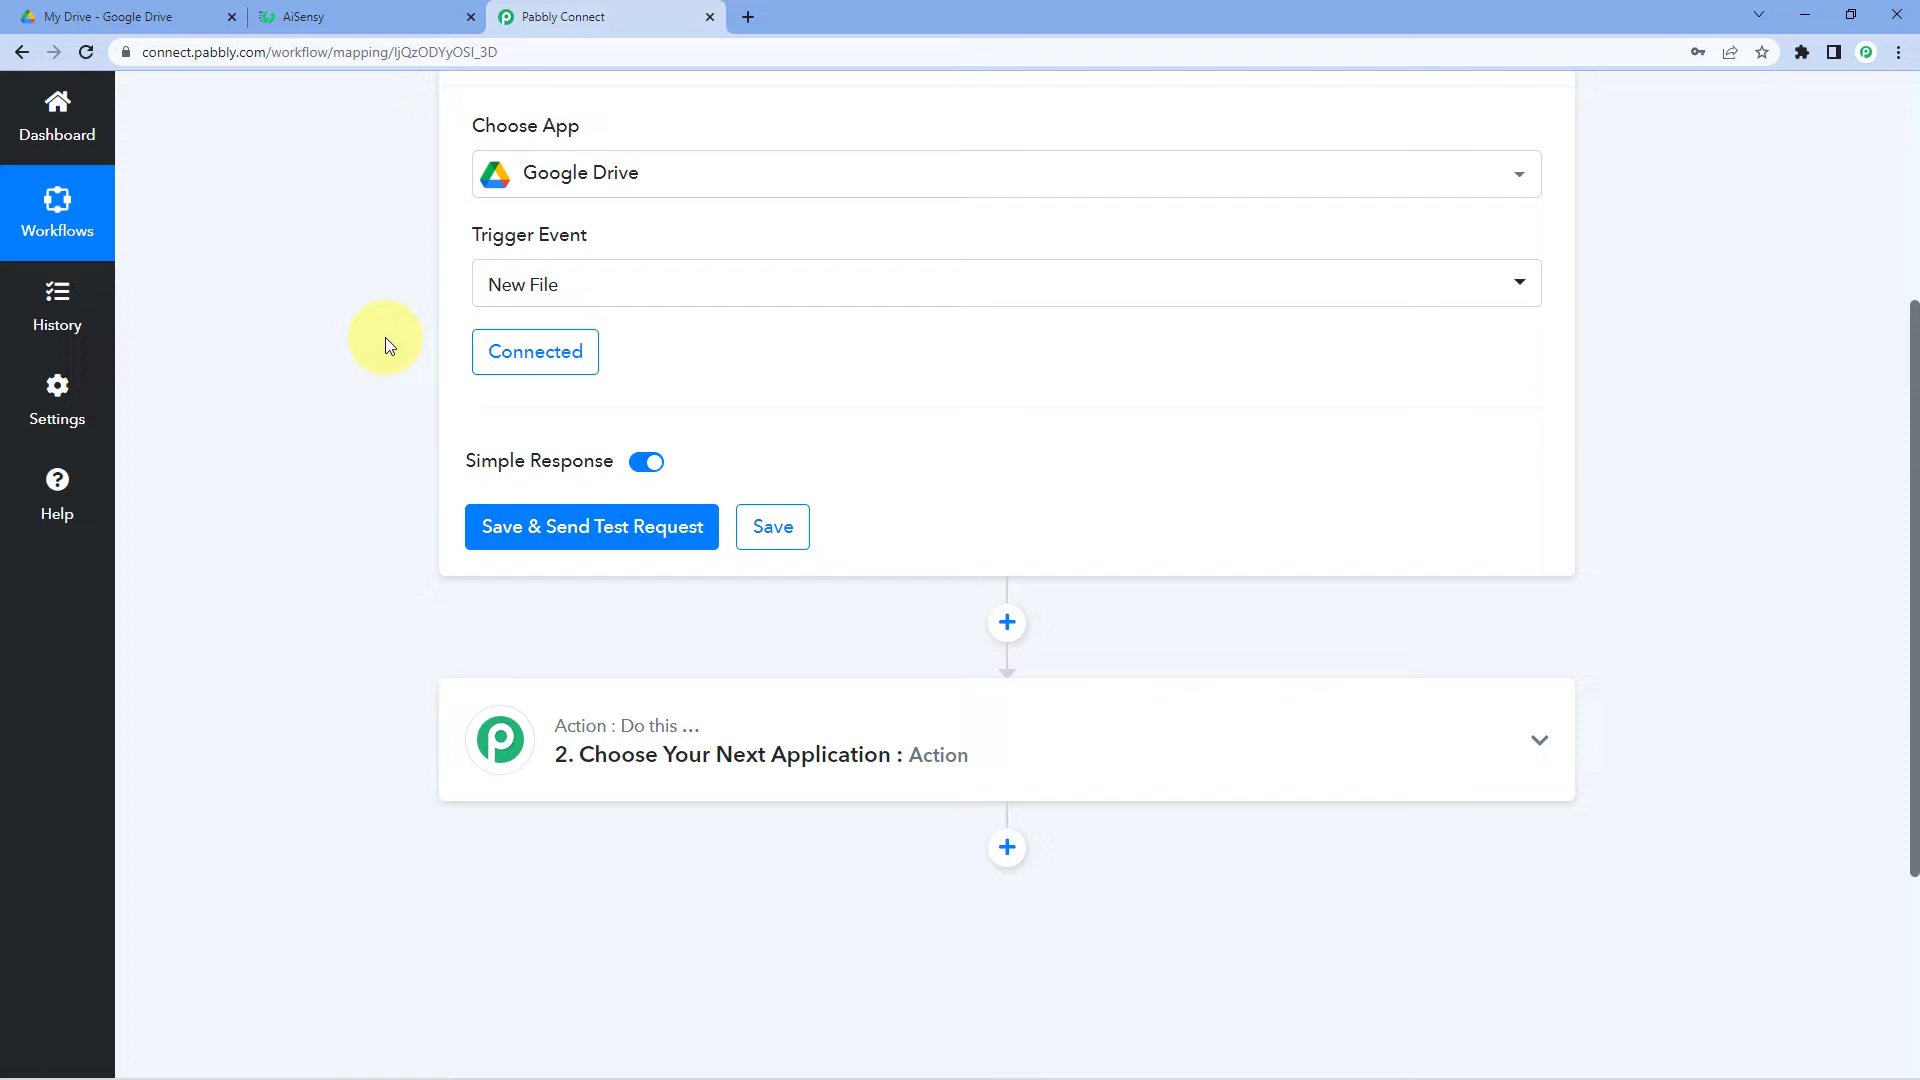 My Drive - Google Drive
AiSensy
Pabbly Connect
connect.pabbly.com/workflow/mapping/IjQzODYyOSI_3D
Dashboard
Workflows
History
Settings
Help
Choose App
Google Drive
Trigger Event
New File
Connected
Simple Response
Save & Send Test Request
Save
Action : Do this ...
2. Choose Your Next Application : Action